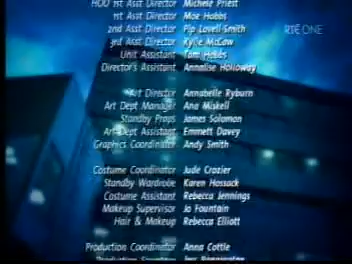 HOD 1st Asst Director Michele Priest
1st Asst Director Moe Hobbs
RTÉ ONE
2nd Asst Director Pip Lovell-Smith
3rd Asst Director Kylie McCaw
Unit Assistant Tom Hobbs
Director's Assistant Annalise Holloway
Art Director Annabelle Ryburn
Art Dept Manager Ana Miskell
Standby Props James Solomon
Art Dept Assistant Emmett Davey
Graphics Coordinator Andy Smith
Costume Coordinator Jude Crozier
Standby Wardrobe Karen Hossack
Costume Assistant Rebecca Jennings
Makeup Supervisor Jo Fountain
Hair & Makeup Rebecca Elliott
Production Coordinator Anna Cottle